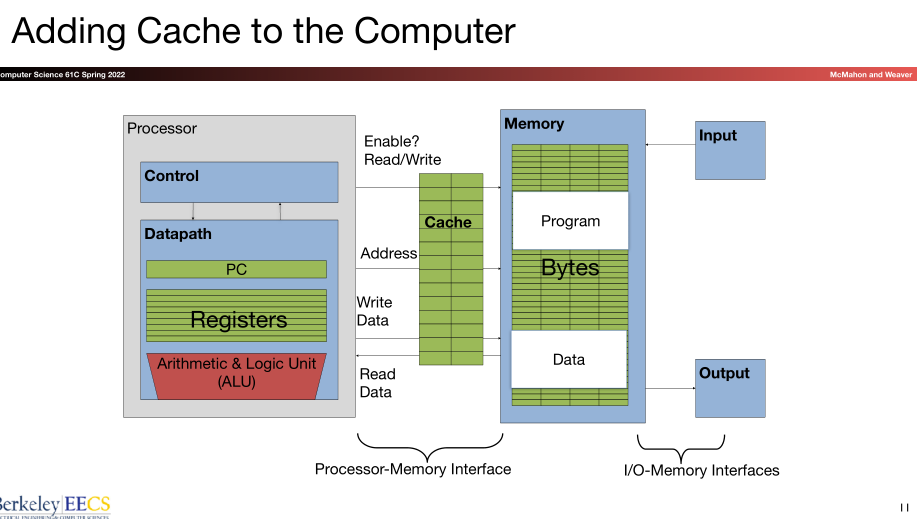 Adding Cache to the Computer
omputer Science 61C Spring 2022
McMahon and Weaver
Processor
Control
Datapath
PC
Registers
Arithmetic & Logic Unit
(ALU)
Enable?
Read/Write
Cache
Address
Write
Data
Read
Data
Memory
Program
Bytes
Data
Input
Output
Processor-Memory Interface
I/O-Memory Interfaces
Berkeley EECS
11